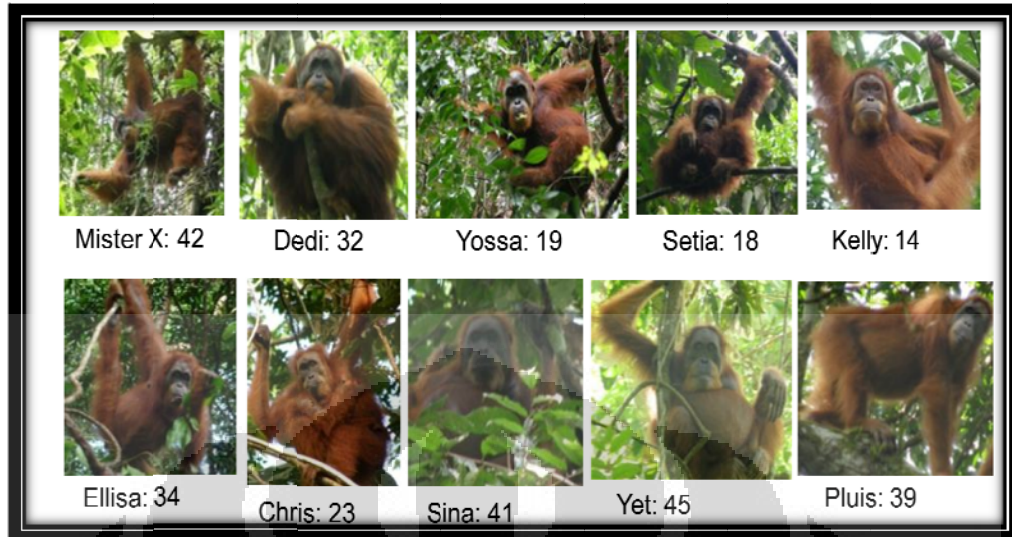 Mister X: 42
Dedi: 32
Yossa: 19
Setia: 18
Kelly: 14
Ellisa: 34
Chris: 23
Sina: 41
Yet: 45
Pluis: 39